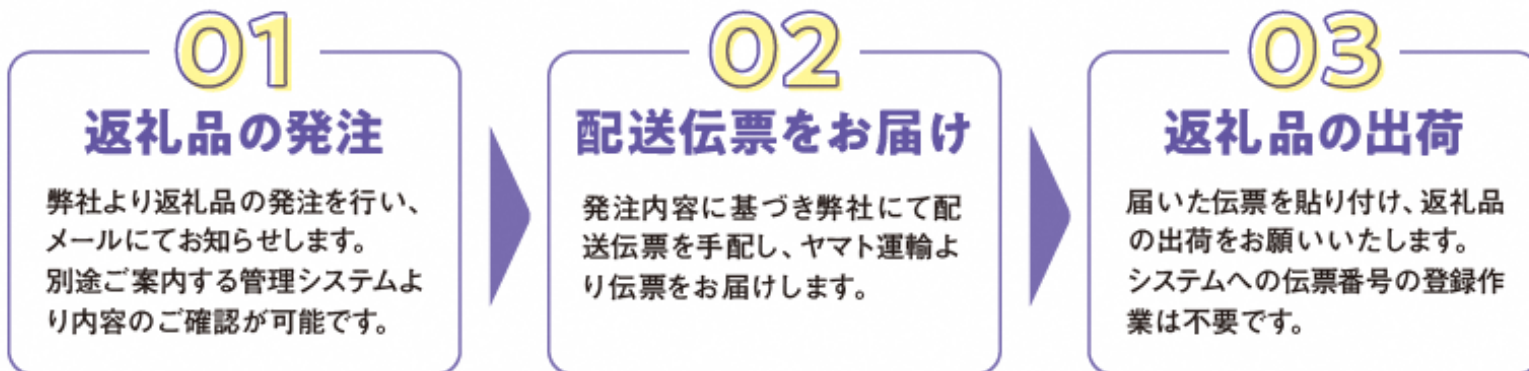 01
返礼品の発注
弊社より返礼品の発注を行い、
メールにてお知らせします。
別途ご案内する管理システムよ
り内容のご確認が可能です。
02
配送伝票をお届け
発注内容に基づき弊社にて配
送伝票を手配し、ヤマト運輸よ
り伝票をお届けします。
03
返礼品の出荷
届いた伝票を貼り付け、返礼品
の出荷をお願いいたします。
システムへの伝票番号の登録作
業は不要です。